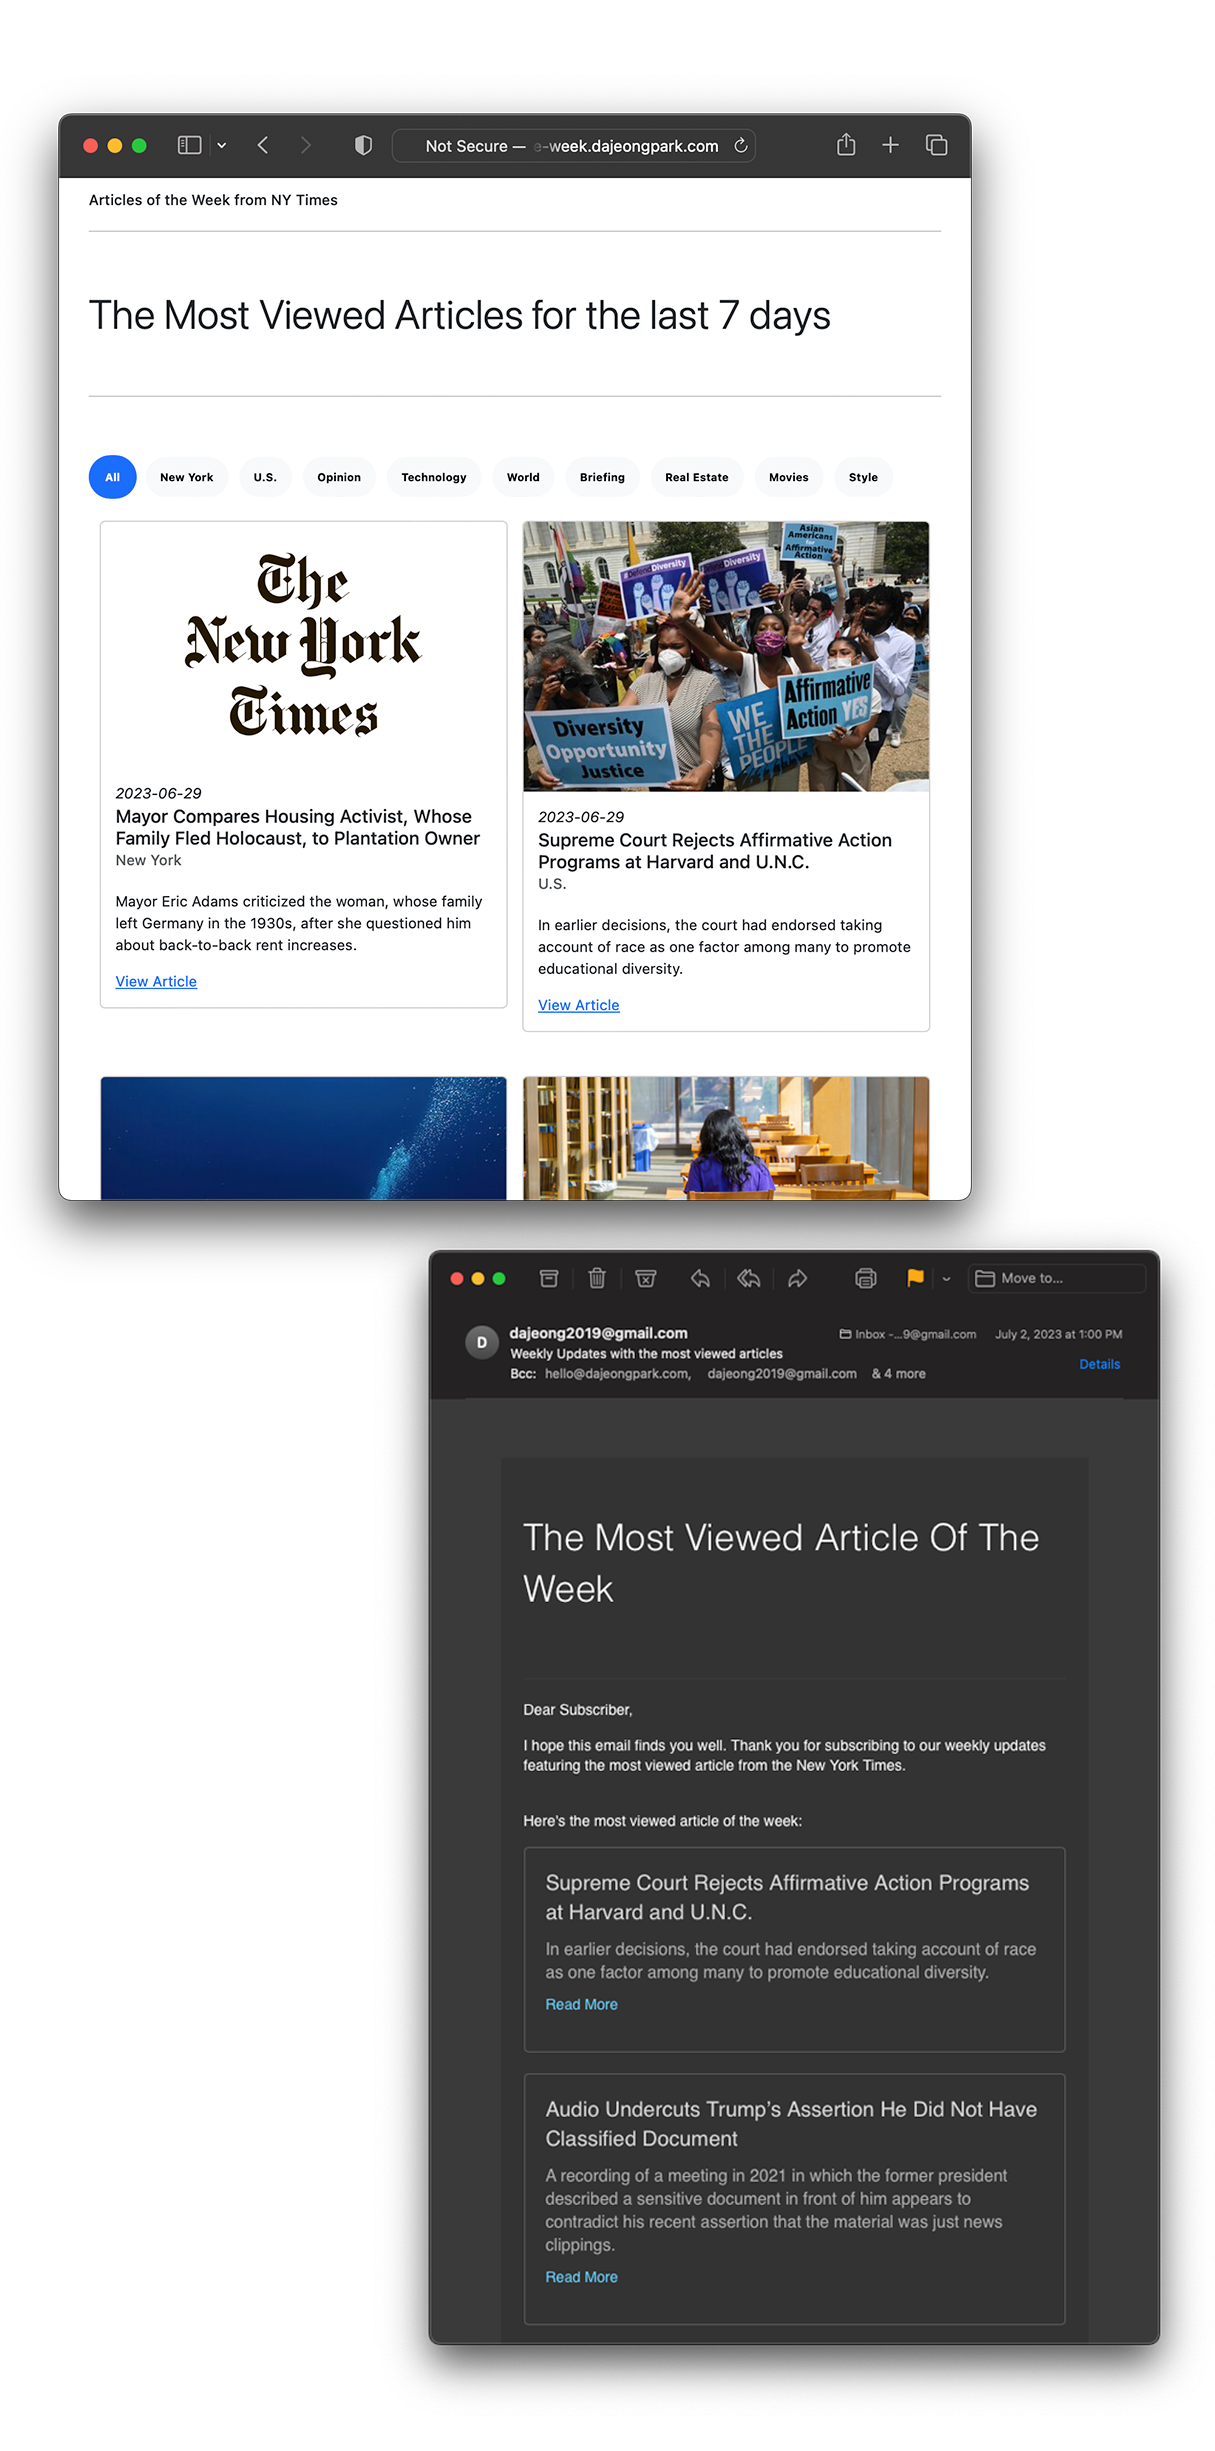 Not Secure — e-week.dajeongpark.com
Articles of the Week from NY Times
The Most Viewed Articles for the last 7 days
All New York U.S. Opinion Technology World Briefing Real Estate Movies Style
The
New York
Times
2023-06-29
Mayor Compares Housing Activist, Whose
Family Fled Holocaust, to Plantation Owner
New York
Mayor Eric Adams criticized the woman, whose family
left Germany in the 1930s, after she questioned him
about back-to-back rent increases.
View Article
Asian
Americans
for
Affirmative
Action
#DefendDiversity
#DefendDiversity
Affirmative
Action YES
WE
THE
PEOPLE
Diversity
Opportunity
Justice
2023-06-29
Supreme Court Rejects Affirmative Action
Programs at Harvard and U.N.C.
U.S.
In earlier decisions, the court had endorsed taking
account of race as one factor among many to promote
educational diversity.
View Article
Move to...
D
dajeong2019@gmail.com
Inbox -...9@gmail.com July 2, 2023 at 1:00 PM
Weekly Updates with the most viewed articles
Details
Bcc: hello@dajeongpark.com, dajeong2019@gmail.com & 4 more
The Most Viewed Article Of The
Week
Dear Subscriber,
I hope this email finds you well. Thank you for subscribing to our weekly updates
featuring the most viewed article from the New York Times.
Here's the most viewed article of the week:
Supreme Court Rejects Affirmative Action Programs
at Harvard and U.N.C.
In earlier decisions, the court had endorsed taking account of race
as one factor among many to promote educational diversity.
Read More
Audio Undercuts Trump’s Assertion He Did Not Have
Classified Document
A recording of a meeting in 2021 in which the former president
described a sensitive document in front of him appears to
contradict his recent assertion that the material was just news
clippings.
Read More